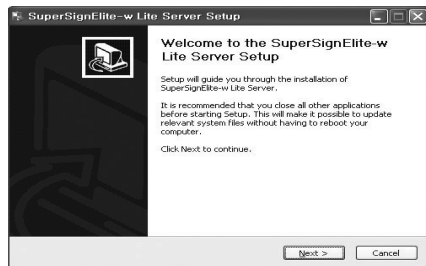 SuperSignElite-w Lite Server Setup
Welcome to the SuperSignElite-w
Lite Server Setup
Setup will guide you through the installation of
SuperSignElite-w Lite Server.
It is recommended that you close all other applications
before starting Setup. This will make it possible to update
relevant system files without having to reboot your
computer.
Click Next to continue.
Next >
Cancel